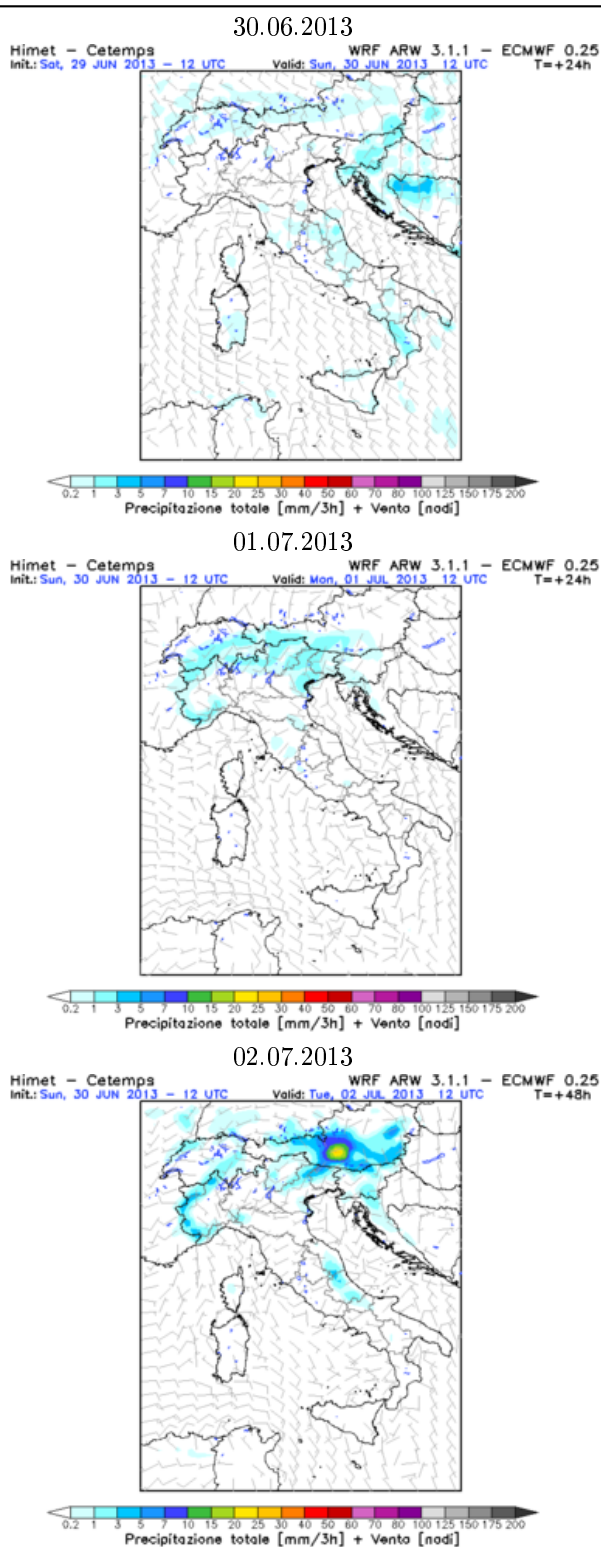 30.06.2013
Himet – Cetemps WRF ARW 3.1.1 – ECMWF 0.25
Init.: Sat, 29 JUN 2013 – 12 UTC Valid: Sun, 30 JUN 2013 12 UTC T=+24h
0.2 1 3 5 7 10 15 20 25 30 40 50 60 70 80 100 125 150 175 200
Precipitazione totale [mm/3h] + Vento [nodi]
01.07.2013
Himet – Cetemps WRF ARW 3.1.1 – ECMWF 0.25
Init.: Sun, 30 JUN 2013 – 12 UTC Valid: Mon, 01 JUL 2013 12 UTC T=+24h
0.2 1 3 5 7 10 15 20 25 30 40 50 60 70 80 100 125 150 175 200
Precipitazione totale [mm/3h] + Vento [nodi]
02.07.2013
Himet – Cetemps WRF ARW 3.1.1 – ECMWF 0.25
Init.: Sun, 30 JUN 2013 – 12 UTC Valid: Tue, 02 JUL 2013 12 UTC T=+48h
0.2 1 3 5 7 10 15 20 25 30 40 50 60 70 80 100 125 150 175 200
Precipitazione totale [mm/3h] + Vento [nodi]